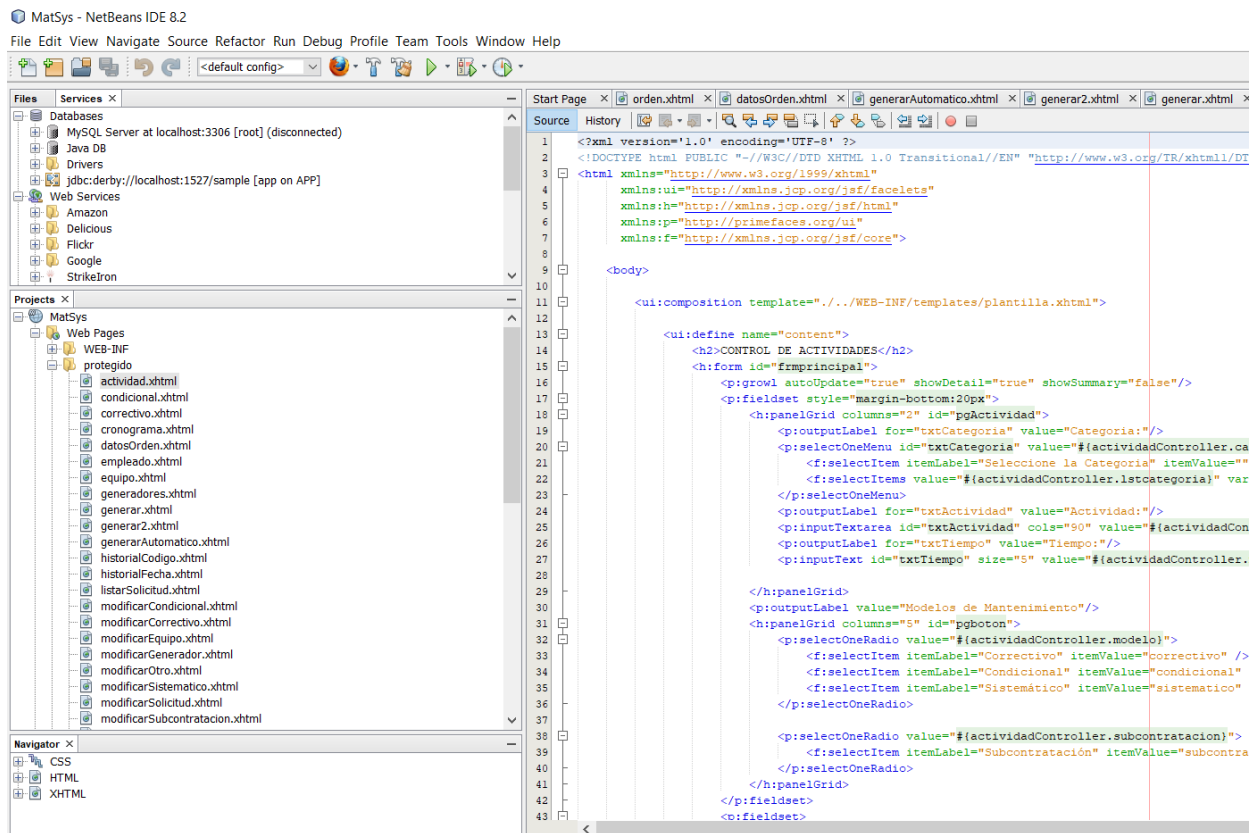 MatSys - NetBeans IDE 8.2
File Edit View Navigate Source Refactor Run Debug Profile Team Tools Window Help
<default config>
Files Services
Databases
MySQL Server at localhost:3306 [root] (disconnected)
Java DB
Drivers
jdbc:derby://localhost:1527/sample [app on APP]
Web Services
Amazon
Delicious
Flickr
Google
StrikeIron
Projects
MatSys
Web Pages
WEB-INF
protegido
actividad.xhtml
condicional.xhtml
correctivo.xhtml
cronograma.xhtml
datosOrden.xhtml
empleado.xhtml
equipo.xhtml
generadores.xhtml
generar.xhtml
generar2.xhtml
generarAutomatico.xhtml
historialCodigo.xhtml
historialFecha.xhtml
listarSolicitud.xhtml
modificarCondicional.xhtml
modificarCorrectivo.xhtml
modificarEquipo.xhtml
modificarGenerador.xhtml
modificarOtro.xhtml
modificarSistematico.xhtml
modificarSolicitud.xhtml
modificarSubcontratacion.xhtml
Navigator
CSS
HTML
XHTML
Start Page orden.xhtml datosOrden.xhtml generarAutomatico.xhtml generar2.xhtml generar.xhtml
Source History
1 <?xml version='1.0' encoding='UTF-8' ?>
2 <!DOCTYPE html PUBLIC "-//W3C//DTD XHTML 1.0 Transitional//EN" "http://www.w3.org/TR/xhtml1/DT
3 <html xmlns="http://www.w3.org/1999/xhtml"
4 xmlns:ui="http://xmlns.jcp.org/jsf/facelets"
5 xmlns:h="http://xmlns.jcp.org/jsf/html"
6 xmlns:p="http://primefaces.org/ui"
7 xmlns:f="http://xmlns.jcp.org/jsf/core">
8
9 <body>
10
11 <ui:composition template="./../WEB-INF/templates/plantilla.xhtml">
12
13 <ui:define name="content">
14 <h2>CONTROL DE ACTIVIDADES</h2>
15 <h:form id="frmprincipal">
16 <p:growl autoUpdate="true" showDetail="true" showSummary="false"/>
17 <p:fieldset style="margin-bottom:20px">
18 <h:panelGrid columns="2" id="pgActividad">
19 <p:outputLabel for="txtCategoria" value="Categoria:"/>
20 <p:selectOneMenu id="txtCategoria" value="#{actividadController.ca
21 <f:selectItem itemLabel="Seleccione la Categoria" itemValue=""
22 <f:selectItems value="#{actividadController.lstcategoria}" var
23 </p:selectOneMenu>
24 <p:outputLabel for="txtActividad" value="Actividad:"/>
25 <p:inputTextarea id="txtActividad" cols="90" value="#{actividadCon
26 <p:outputLabel for="txtTiempo" value="Tiempo:"/>
27 <p:inputText id="txtTiempo" size="5" value="#{actividadController.
28
29 </h:panelGrid>
30 <p:outputLabel value="Modelos de Mantenimiento"/>
31 <h:panelGrid columns="5" id="pgboton">
32 <p:selectOneRadio value="#{actividadController.modelo}">
33 <f:selectItem itemLabel="Correctivo" itemValue="correctivo" />
34 <f:selectItem itemLabel="Condicional" itemValue="condicional"
35 <f:selectItem itemLabel="Sistemático" itemValue="sistematico"
36 </p:selectOneRadio>
37
38 <p:selectOneRadio value="#{actividadController.subcontratacion}">
39 <f:selectItem itemLabel="Subcontratación" itemValue="subcontra
40 </p:selectOneRadio>
41 </h:panelGrid>
42 </p:fieldset>
43 <p:fieldset>